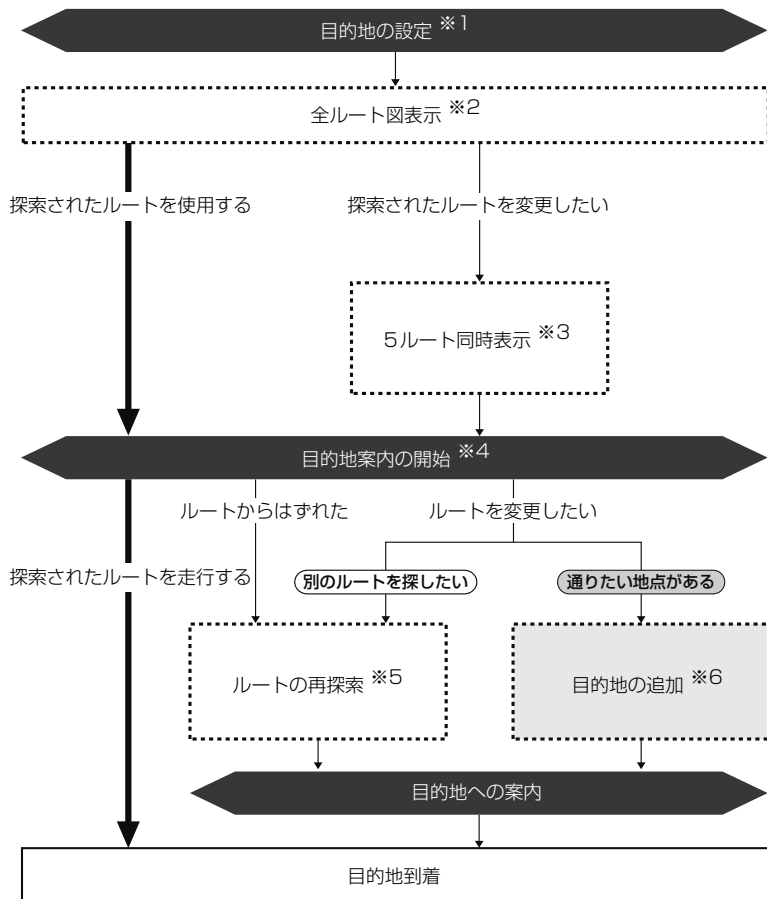 目的地の設定 ※1
全ルート図表示 ※2
探索されたルートを使用する
探索されたルートを変更したい
5ルート同時表示 ※3
目的地案内の開始 ※4
ルートからはずれた
ルートを変更したい
探索されたルートを走行する
別のルートを探したい
通りたい地点がある
ルートの再探索 ※5
目的地の追加 ※6
目的地への案内
目的地到着